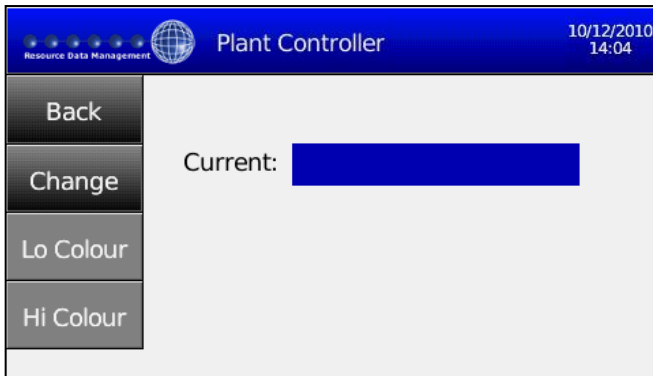 Resource Data Management
Plant Controller
10/12/2010
14:04
Back
Current:
Change
Lo Colour
Hi Colour